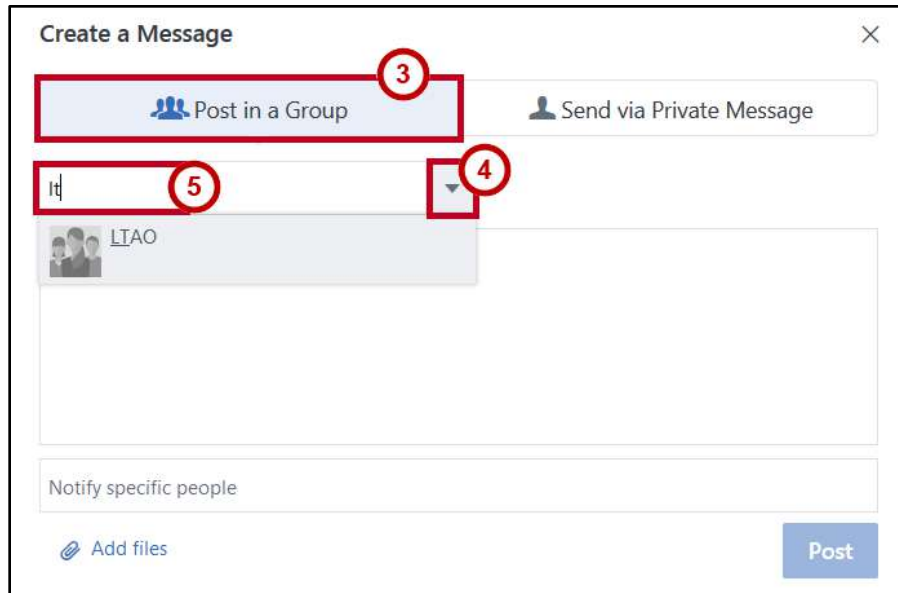 Create a Message
3
Post in a Group
Send via Private Message
lt
5
4
LTAO
Notify specific people
Add files
Post